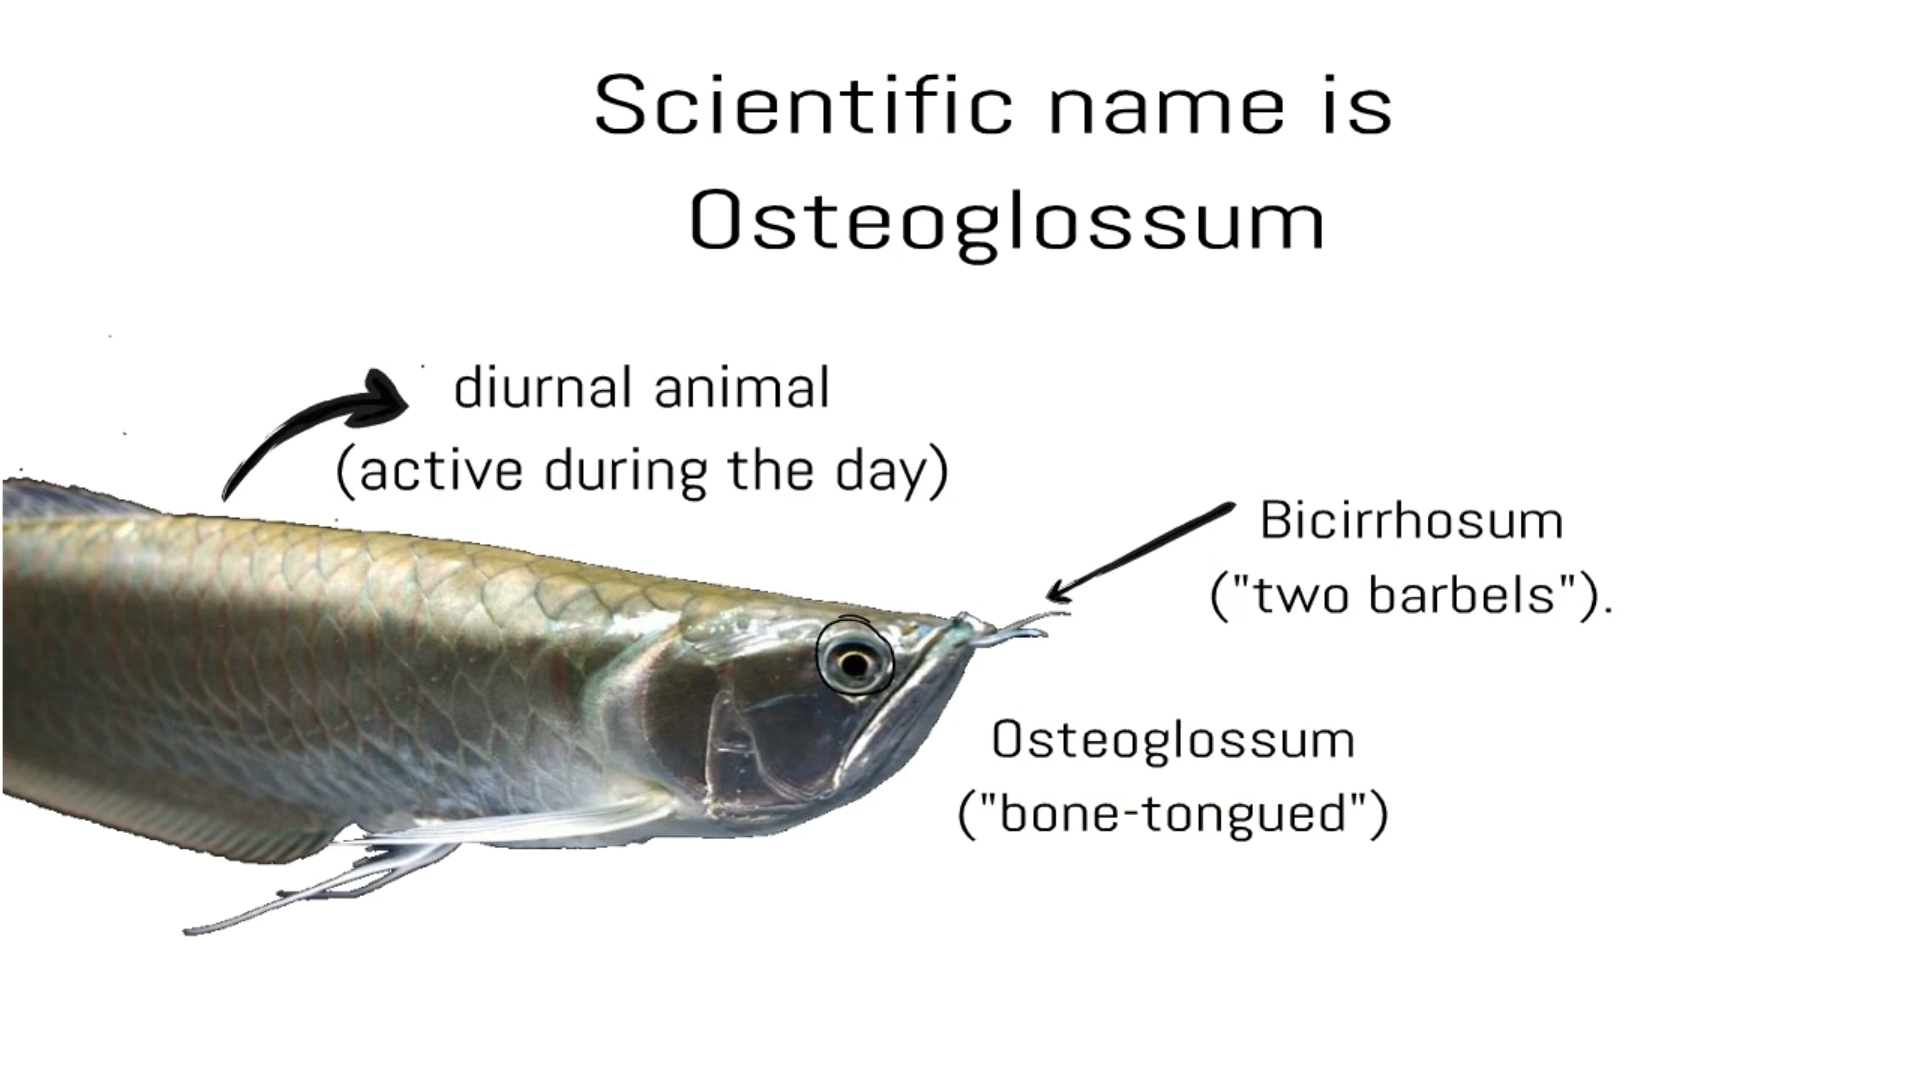 Scientific name is
Osteoglossum
diurnal animal
(active during the day)
Bicirrhosum
("two barbels").
Osteoglossum
("bone-tongued")